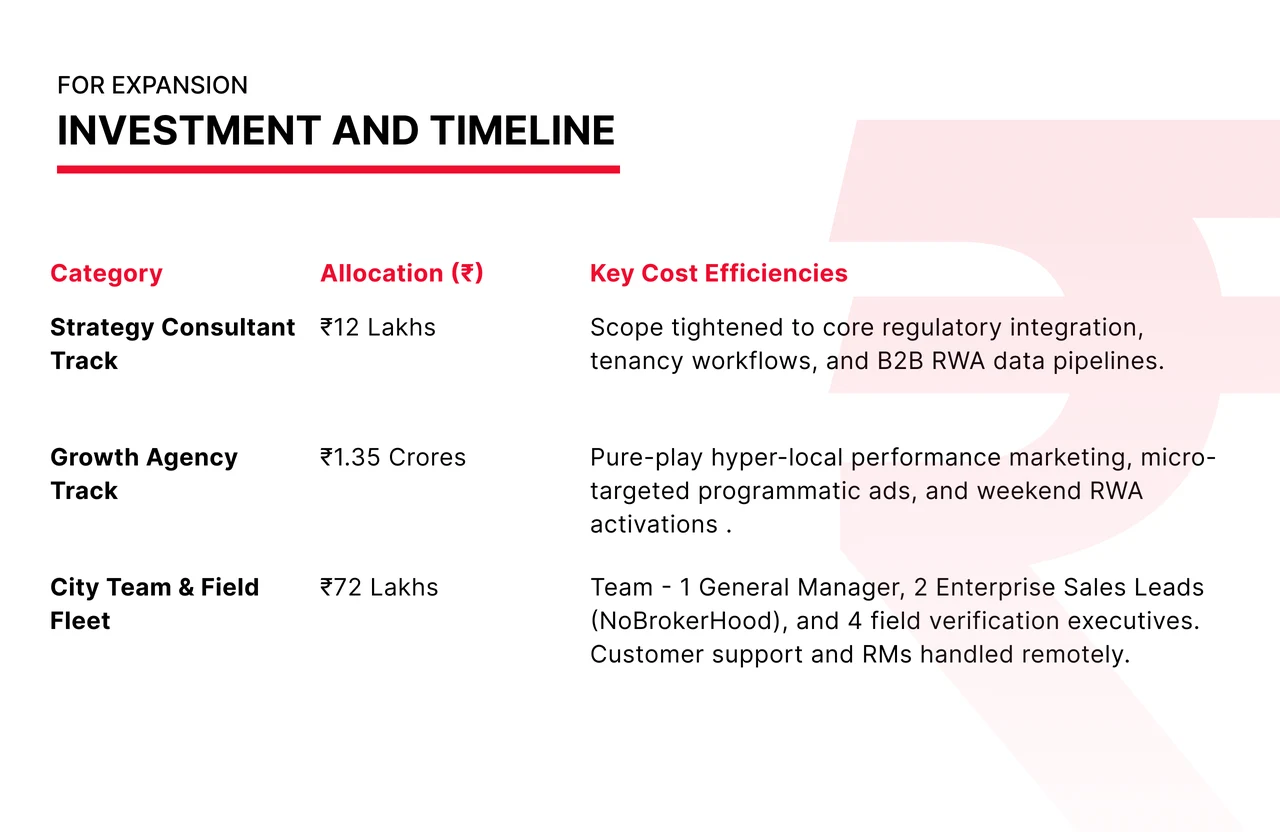 FOR EXPANSION
INVESTMENT AND TIMELINE
Category Allocation (₹) Key Cost Efficiencies
Strategy Consultant ₹12 Lakhs Scope tightened to core regulatory integration,
Track tenancy workflows, and B2B RWA data pipelines.
Growth Agency ₹1.35 Crores Pure-play hyper-local performance marketing, micro-
Track targeted programmatic ads, and weekend RWA
activations .
City Team & Field ₹72 Lakhs Team - 1 General Manager, 2 Enterprise Sales Leads
Fleet (NoBrokerHood), and 4 field verification executives.
Customer support and RMs handled remotely.